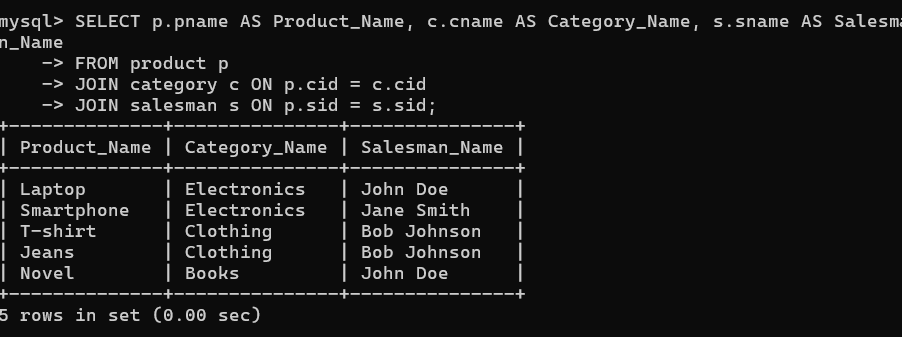 mysql> SELECT p.pname AS Product_Name, c.cname AS Category_Name, s.sname AS Salesma
n_Name
    -> FROM product p
    -> JOIN category c ON p.cid = c.cid
    -> JOIN salesman s ON p.sid = s.sid;
+--------------+---------------+---------------+
| Product_Name | Category_Name | Salesman_Name |
+--------------+---------------+---------------+
| Laptop       | Electronics   | John Doe      |
| Smartphone   | Electronics   | Jane Smith    |
| T-shirt      | Clothing      | Bob Johnson   |
| Jeans        | Clothing      | Bob Johnson   |
| Novel        | Books         | John Doe      |
+--------------+---------------+---------------+
5 rows in set (0.00 sec)